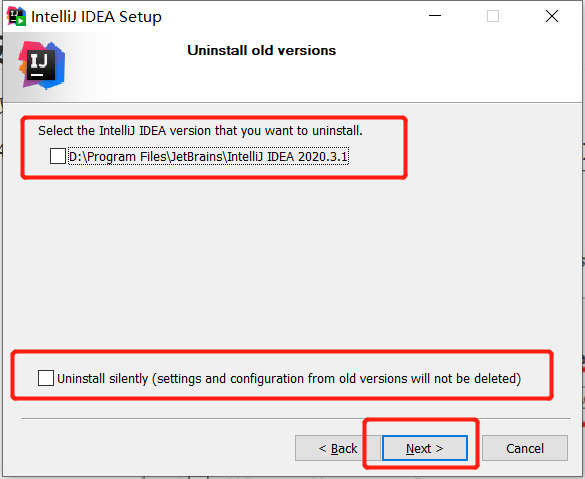 IntelliJ IDEA Setup
IJ
Uninstall old versions
Select the IntelliJ IDEA version that you want to uninstall.
D:\Program Files\JetBrains\IntelliJ IDEA 2020.3.1
Uninstall silently (settings and configuration from old versions will not be deleted)
< Back Next > Cancel